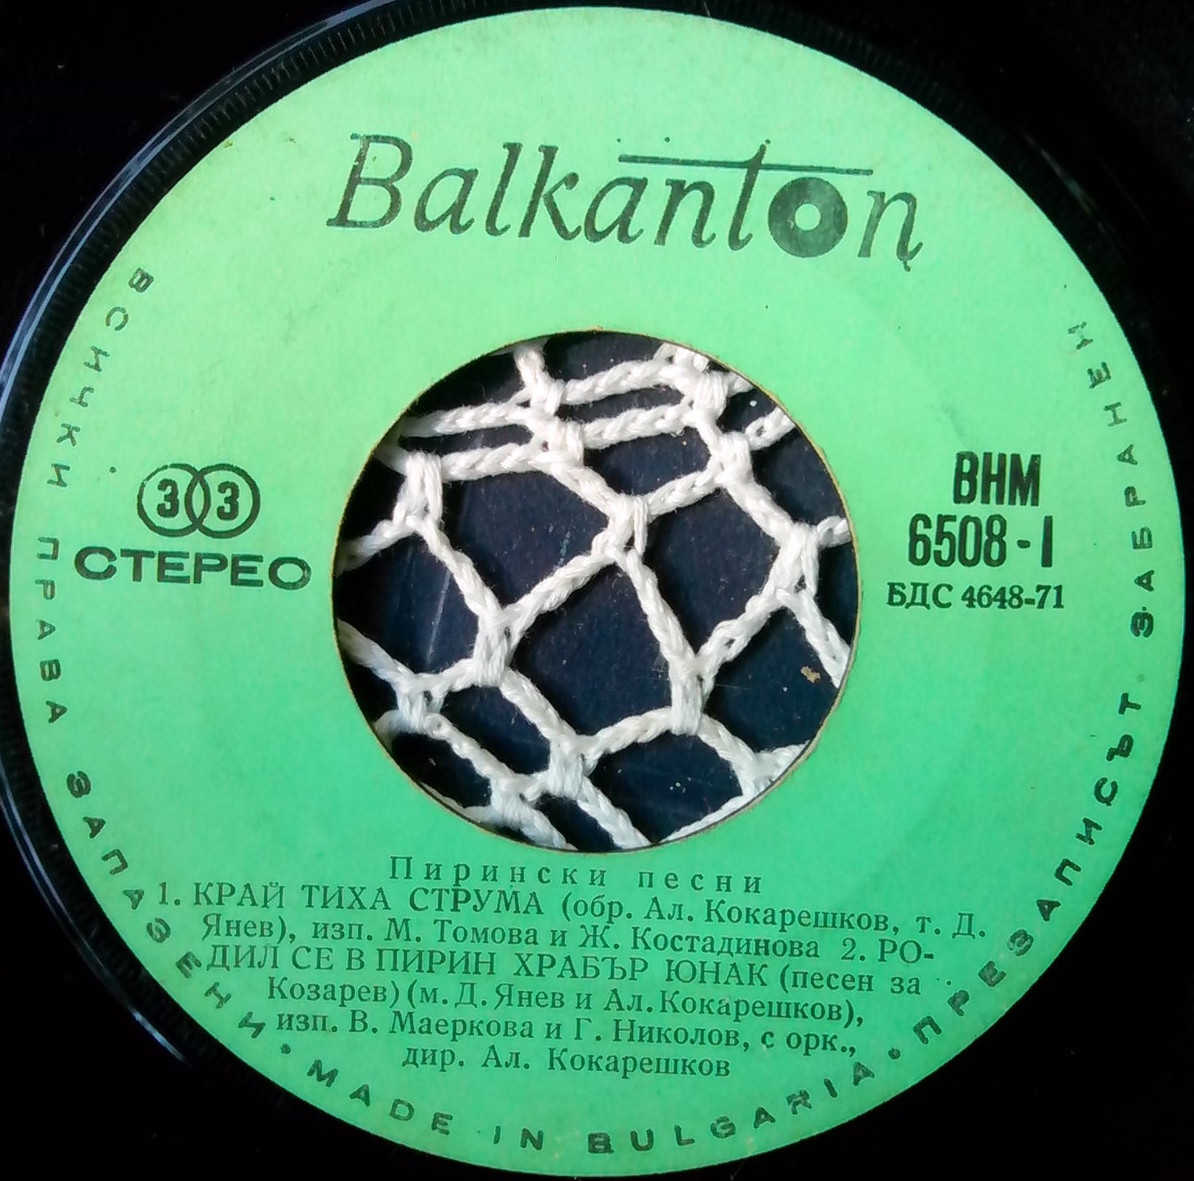 Balkanton
33
СТЕРЕО
ВНМ
6508-I
БДС 4648-71
Пирински песни
1. КРАЙ ТИХА СТРУМА (обр. Ал. Кокарешков, т. Д.
Янев), изп. М. Томова и Ж. Костадинова 2. РО-
ДИЛ СЕ В ПИРИН ХРАБЪР ЮНАК (песен за
Козарев) (м. Д. Янев и Ал. Кокарешков),
изп. В. Маеркова и Г. Николов, с орк.,
дир. Ал. Кокарешков
ВСИЧКИ ПРАВА ЗАПАЗЕНИ • MADE IN BULGARIA • ПРЕЗАПИСЪТ ЗАБРАНЕН